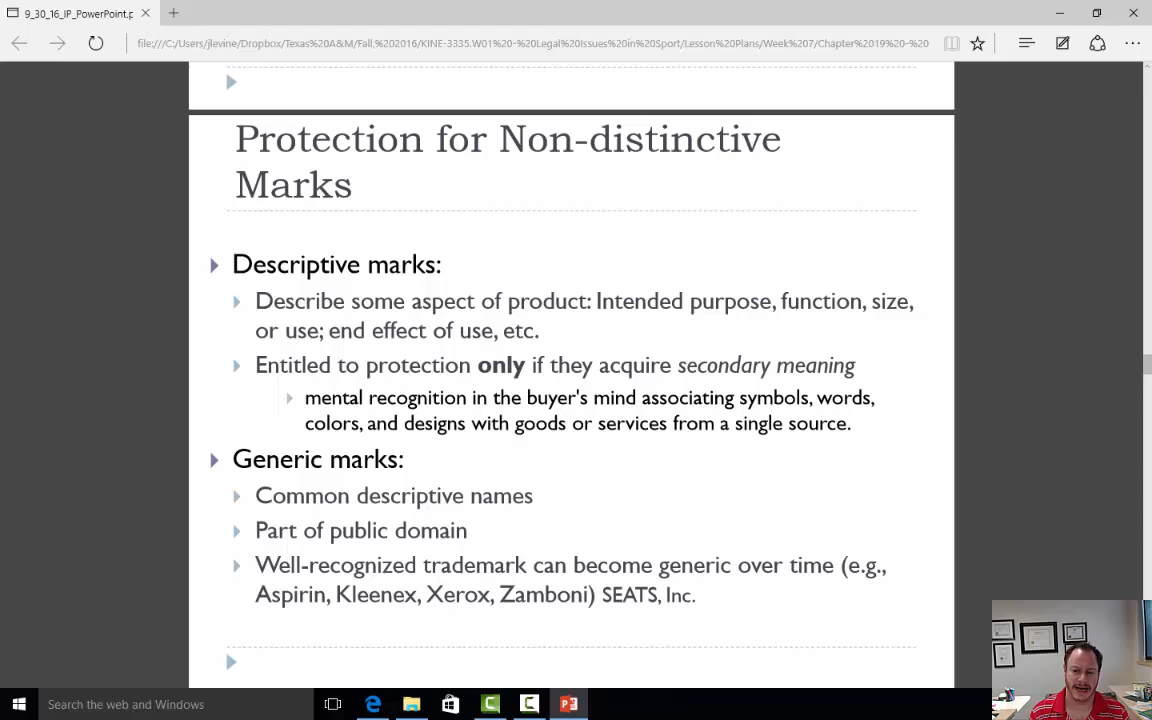 9_30_16_IP_PowerPoint.p
file:///C:/Users/jlevine/Dropbox/Texas%20A&M/Fall,%202016/KINE-3335.W01%20-%20Legal%20Issues%20in%20Sport/Lesson%20Plans/Week%207/Chapter%2019%20-%20
Protection for Non-distinctive
Marks
Descriptive marks:
Describe some aspect of product: Intended purpose, function, size,
or use; end effect of use, etc.
Entitled to protection only if they acquire secondary meaning
mental recognition in the buyer's mind associating symbols, words,
colors, and designs with goods or services from a single source.
Generic marks:
Common descriptive names
Part of public domain
Well-recognized trademark can become generic over time (e.g.,
Aspirin, Kleenex, Xerox, Zamboni) SEATS, Inc.
Search the web and Windows